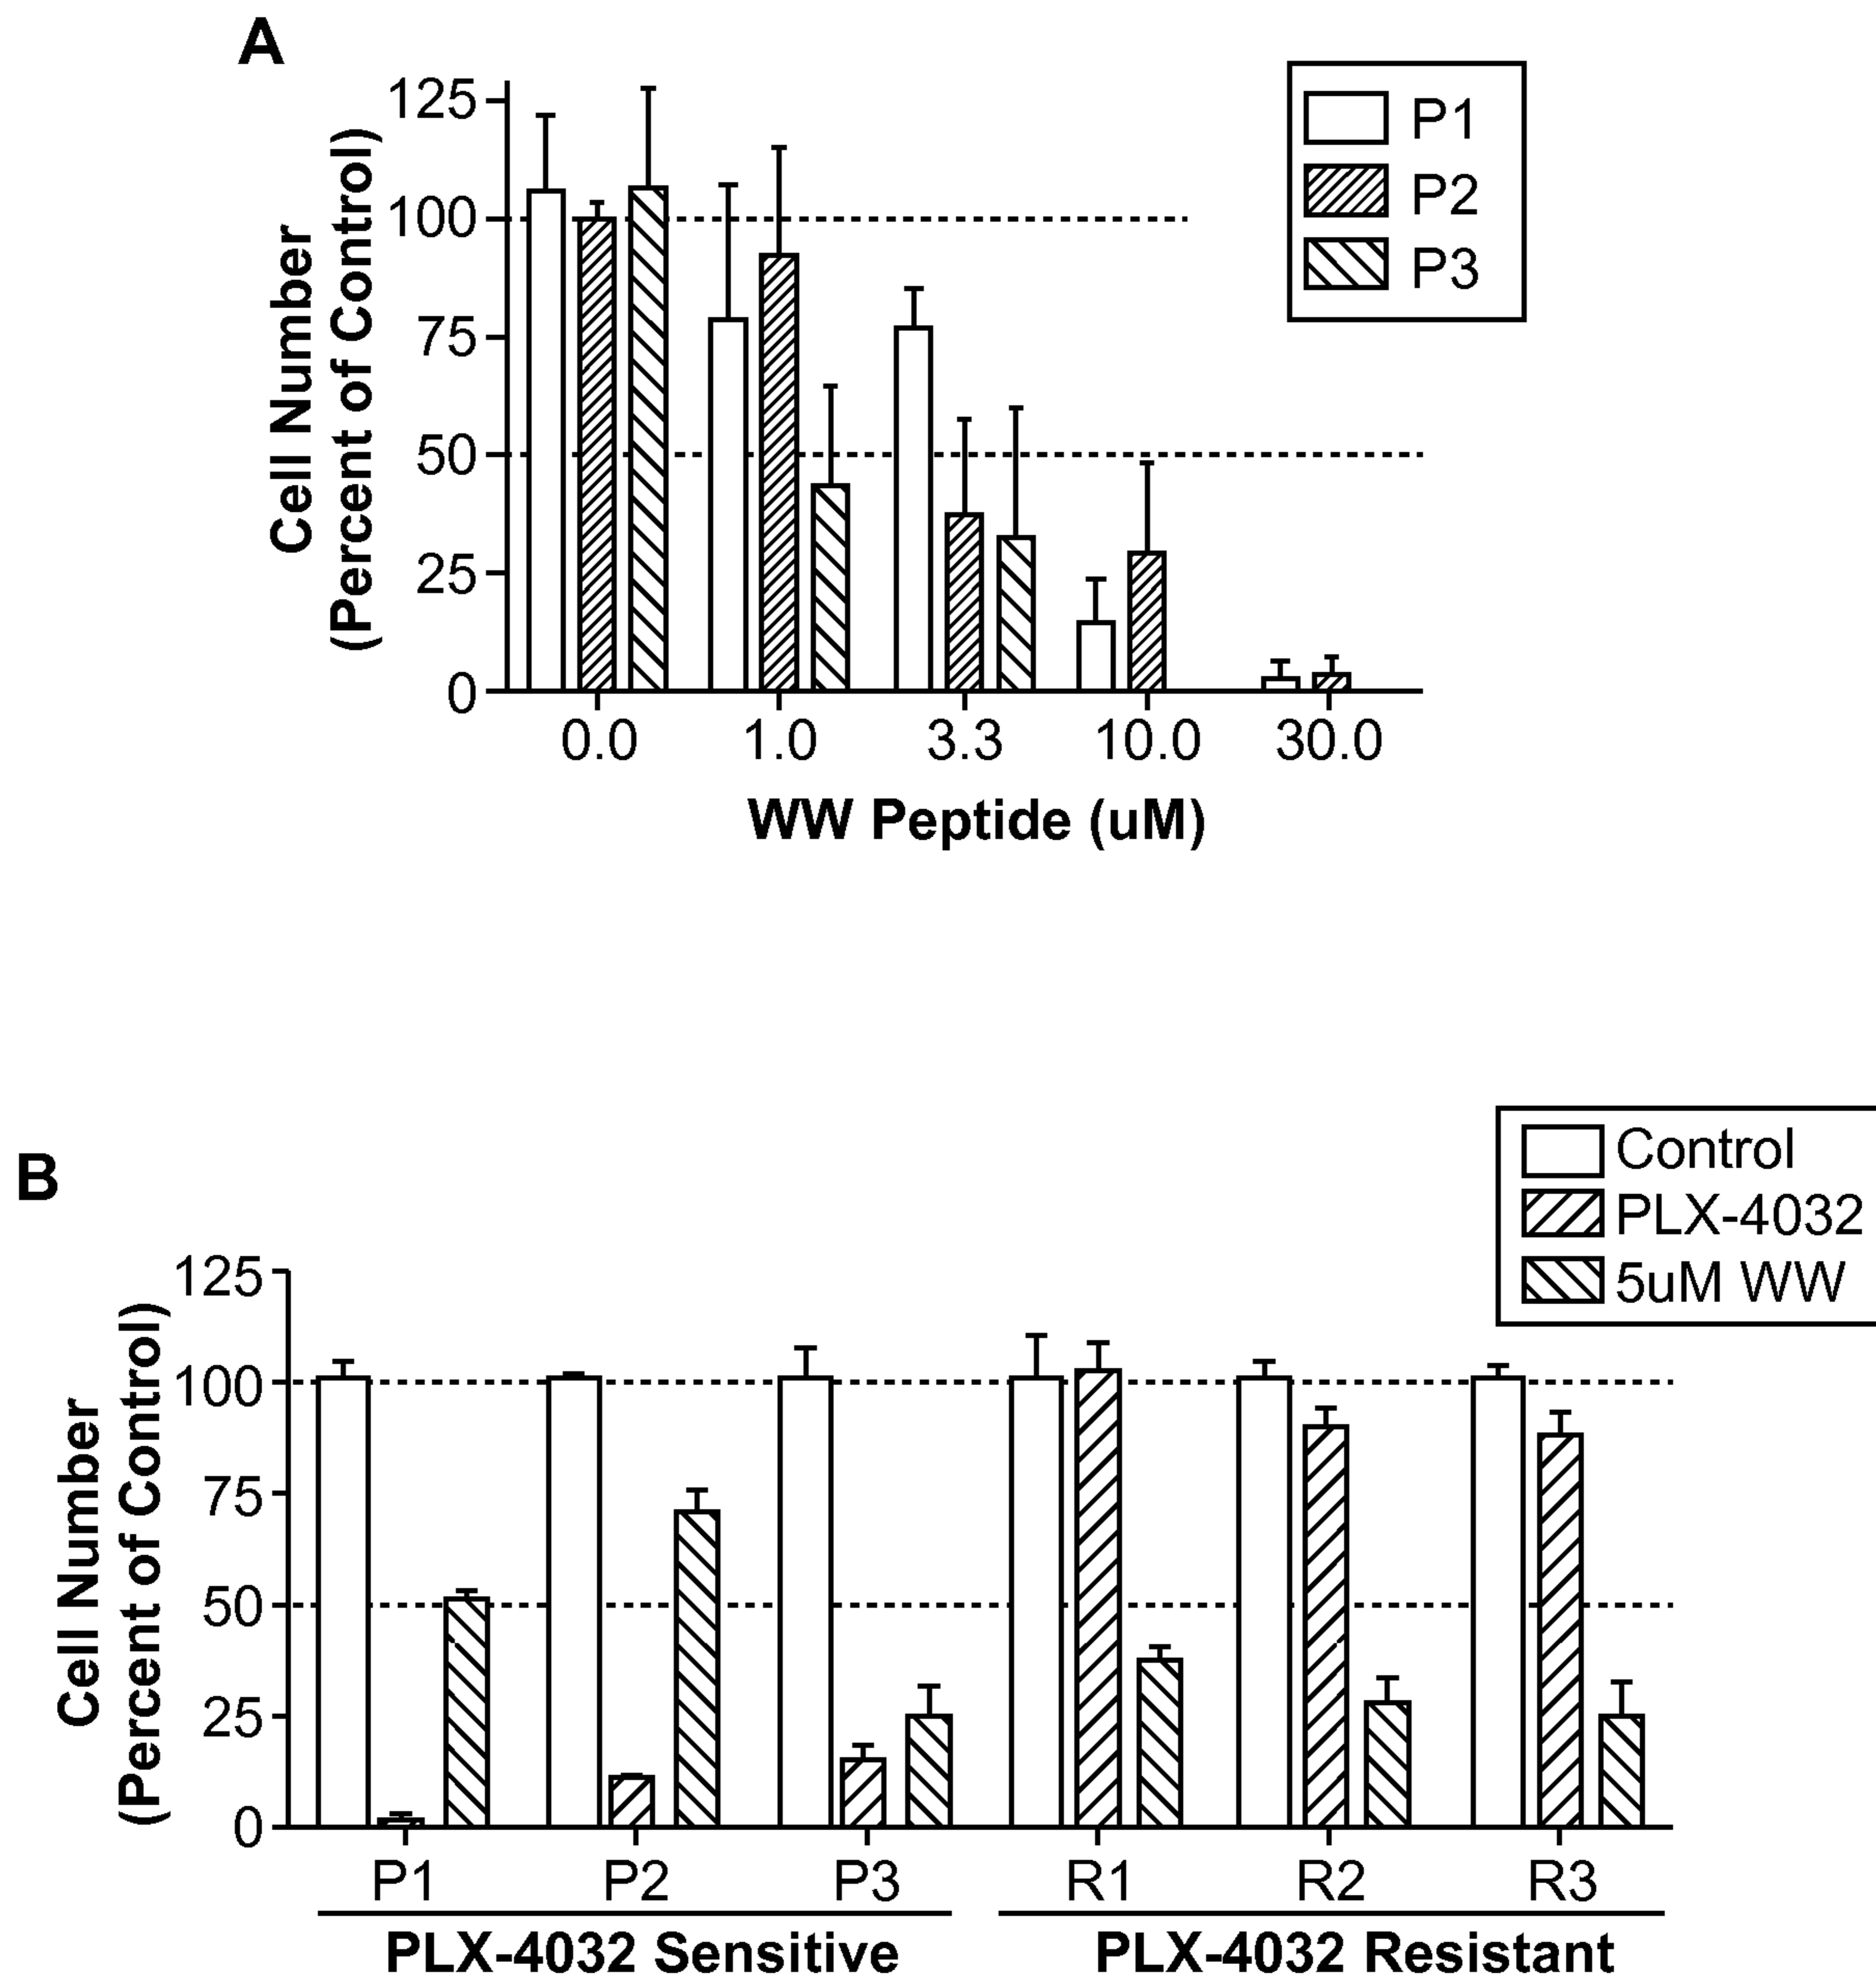 A
P1
P2
P3
Cell Number
(Percent of Control)
125
100
75
50
25
0
0.0 1.0 3.3 10.0 30.0
WW Peptide (uM)
B
Control
PLX-4032
5uM WW
Cell Number
(Percent of Control)
125
100
75
50
25
0
P1 P2 P3 R1 R2 R3
PLX-4032 Sensitive PLX-4032 Resistant